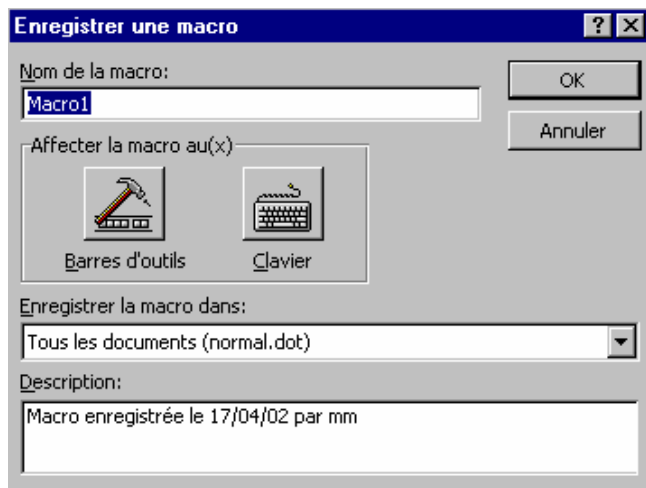 Enregistrer une macro
Nom de la macro:
OK
Macro1
Annuler
Affecter la macro au(x)
Barres d'outils
Clavier
Enregistrer la macro dans:
Tous les documents (normal.dot)
Description:
Macro enregistrée le 17/04/02 par mm